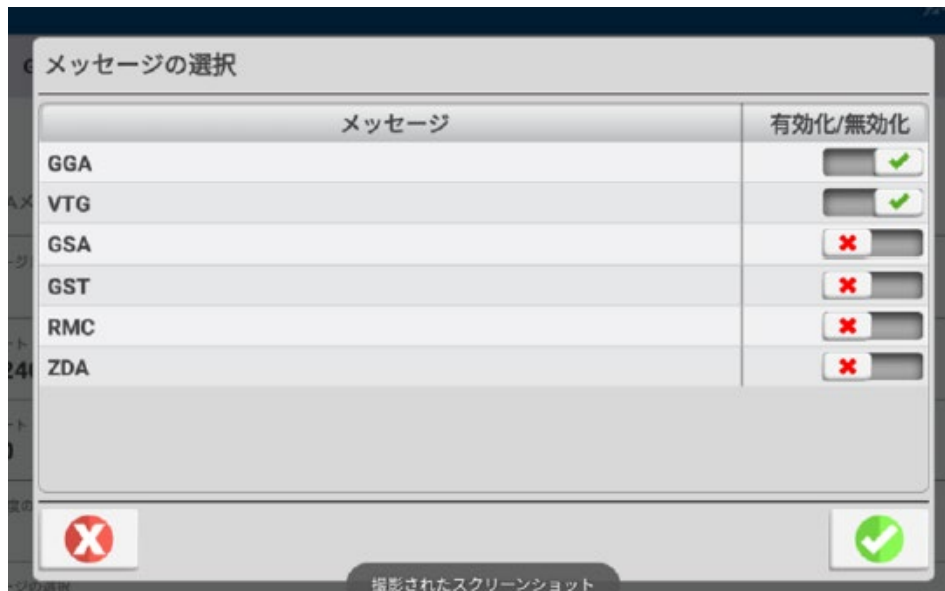 メッセージの選択
メッセージ 有効化/無効化
GGA
VTG
GSA
GST
RMC
ZDA
撮影されたスクリーンショット